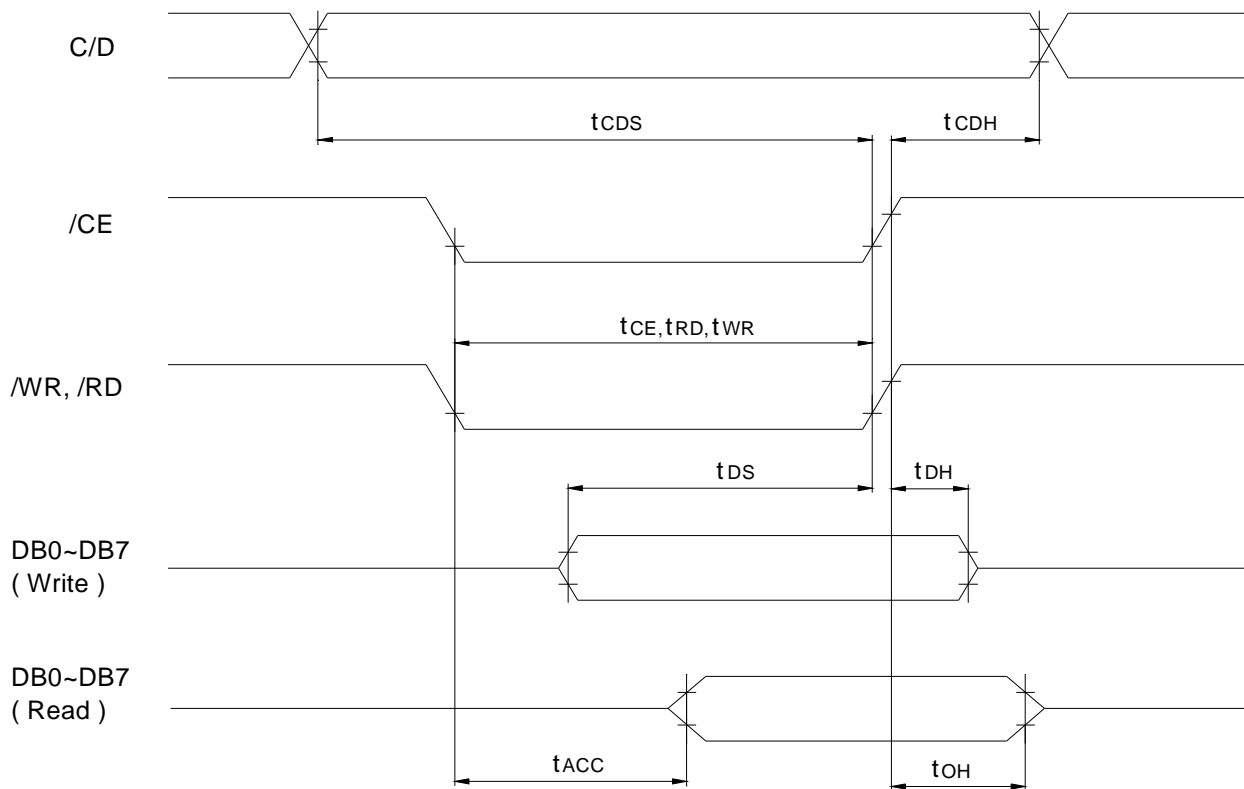 C/D
tCDS
tCDH
/CE
tCE,tRD,tWR
/WR, /RD
tDS
tDH
DB0~DB7
( Write )
DB0~DB7
( Read )
tACC
tOH